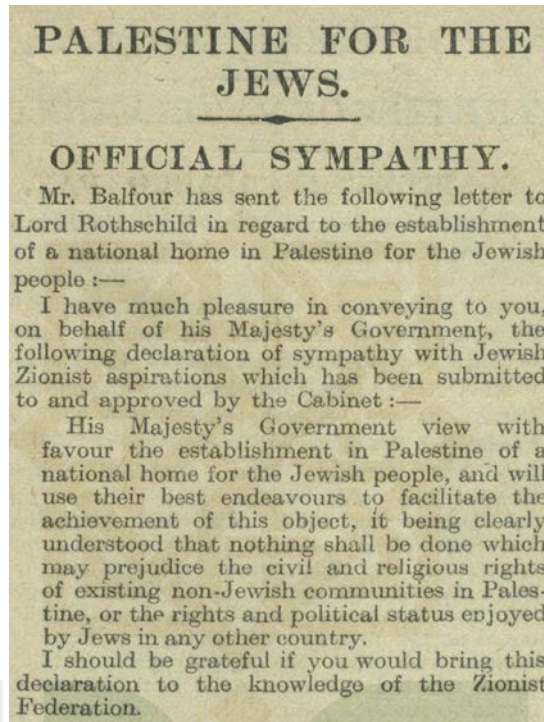 PALESTINE FOR THE
JEWS.
OFFICIAL SYMPATHY.
Mr. Balfour has sent the following letter to
Lord Rothschild in regard to the establishment
of a national home in Palestine for the Jewish
people :—
I have much pleasure in conveying to you,
on behalf of his Majesty's Government, the
following declaration of sympathy with Jewish
Zionist aspirations which has been submitted
to and approved by the Cabinet :—
His Majesty's Government view with
favour the establishment in Palestine of a
national home for the Jewish people, and will
use their best endeavours to facilitate the
achievement of this object, it being clearly
understood that nothing shall be done which
may prejudice the civil and religious rights
of existing non-Jewish communities in Pales-
tine, or the rights and political status enjoyed
by Jews in any other country.
I should be grateful if you would bring this
declaration to the knowledge of the Zionist
Federation.